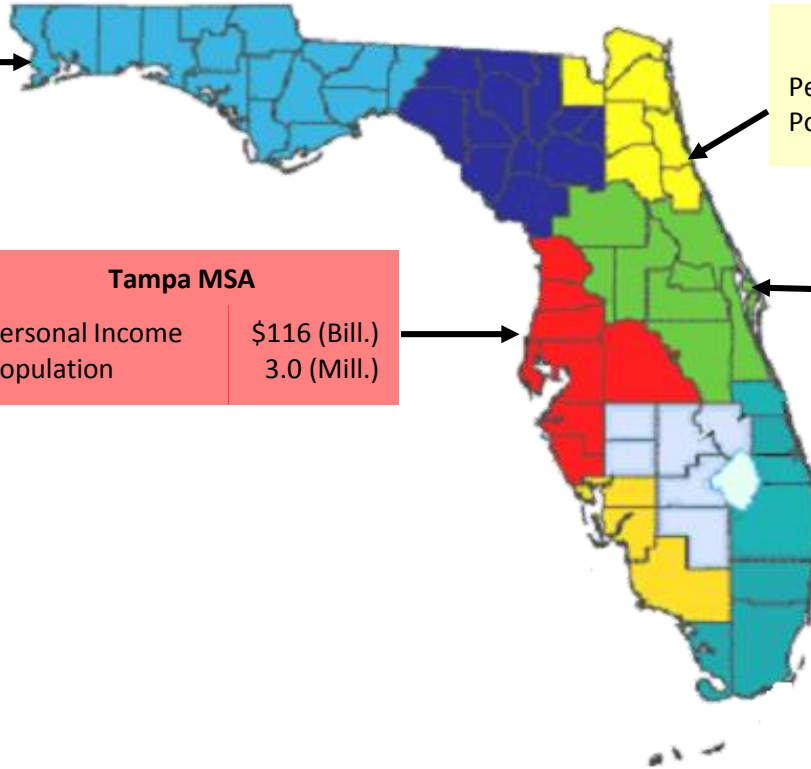 Pe
Po
Tampa MSA
ersonal Income $116 (Bill.)
opulation 3.0 (Mill.)